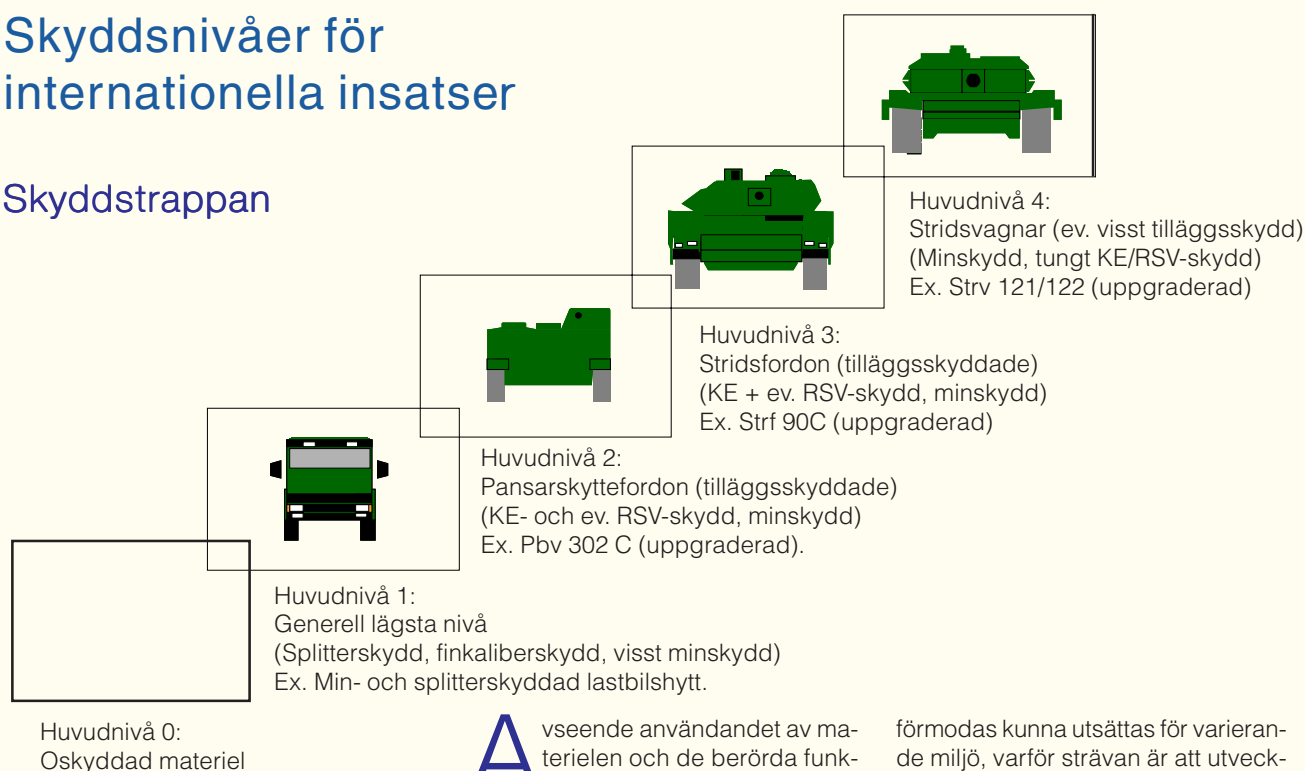 Skyddsnivåer för
internationella insatser
Skyddstrappan
Huvudnivå 4:
Stridsvagnar (ev. visst tilläggsskydd)
(Minskydd, tungt KE/RSV-skydd)
Ex. Strv 121/122 (uppgraderad)
Huvudnivå 3:
Stridsfordon (tilläggsskyddade)
(KE + ev. RSV-skydd, minskydd)
Ex. Strf 90C (uppgraderad)
Huvudnivå 2:
Pansarskyttefordon (tilläggsskyddade)
(KE- och ev. RSV-skydd, minskydd)
Ex. Pbv 302 C (uppgraderad).
Huvudnivå 1:
Generell lägsta nivå
(Splitterskydd, finkaliberskydd, visst minskydd)
Ex. Min- och splitterskyddad lastbilshytt.
Huvudnivå 0:
Oskyddad materiel
Avseende användandet av ma-
terielen och de berörda funk-
förmodas kunna utsättas för varieran-
de miljö, varför strävan är att utveck-